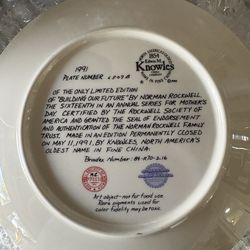 1991
PLATE NUMBER
1854
Edwin M.
Knowles
OF THE ONLY LIMITED EDITION
OF "BUILDING OUR FUTURE" BY NORMAN ROCKWELL,
THE SIXTEENTH IN AN ANNUAL SERIES FOR MOTHER'S
DAY. CERTIFIED BY THE ROCKWELL SOCIETY OF
AMERICA AND GRANTED THE SEAL OF ENDORSEMENT
AND AUTHENTICATION OF THE NORMAN ROCKWELL FAMILY
TRUST. MADE IN AN EDITION PERMANENTLY CLOSED
ON MAY 11, 1991, BY KNOWLES, NORTH AMERICA'S
OLDEST NAME IN FINE CHINA.
Bradex Number: 84-R70-2.16
Art object - not for food use
Rare pigments used for
color fidelity may be toxic.